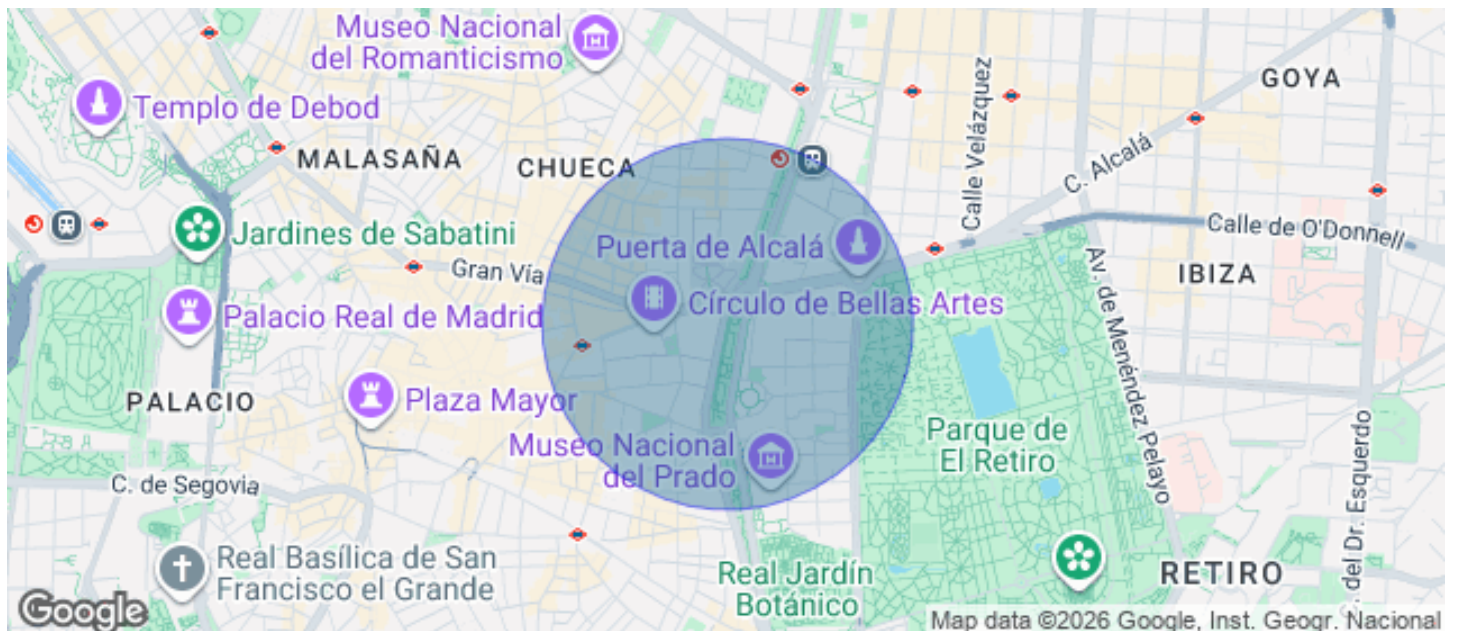 Museo Nacional
del Romanticismo
GOYA
Templo de Debod
MALASAÑA
CHUECA
Calle Velázquez
C. Alcalá
Jardines de Sabatini
Puerta de Alcalá
Calle de O'Donnell
Gran Vía
IBIZA
Círculo de Bellas Artes
Palacio Real de Madrid
Av. de Menéndez Pelayo
PALACIO
Plaza Mayor
Parque de
El Retiro
Museo Nacional
del Prado
C. de Segovia
C. del Dr. Esquerdo
Real Basílica de San
Francisco el Grande
Real Jardín
Botánico
RETIRO
Google
Map data ©2026 Google, Inst. Geogr. Nacional